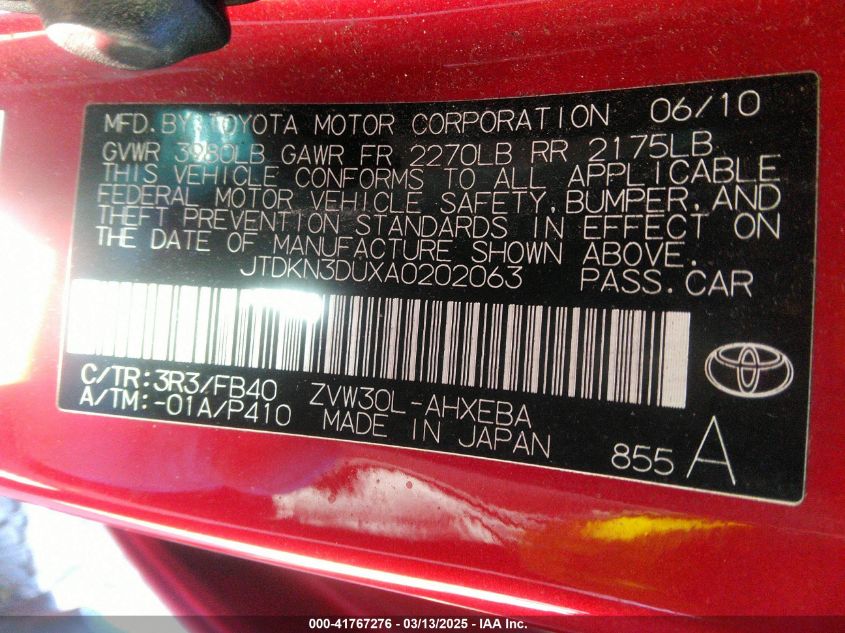 MFD. BY: TOYOTA MOTOR CORPORATION 06/10
GVWR 3980LB GAWR FR 2270LB RR 2175LB
THIS VEHICLE CONFORMS TO ALL APPLICABLE
FEDERAL MOTOR VEHICLE SAFETY, BUMPER, AND
THEFT PREVENTION STANDARDS IN EFFECT ON
THE DATE OF MANUFACTURE SHOWN ABOVE.
JTDKN3DUXA0202063 PASS. CAR
C/TR: 3R3/FB40 ZVW30L-AHXEBA
A/TM: -01A/P410 MADE IN JAPAN
855 A
000-41767276 - 03/13/2025 - IAA Inc.